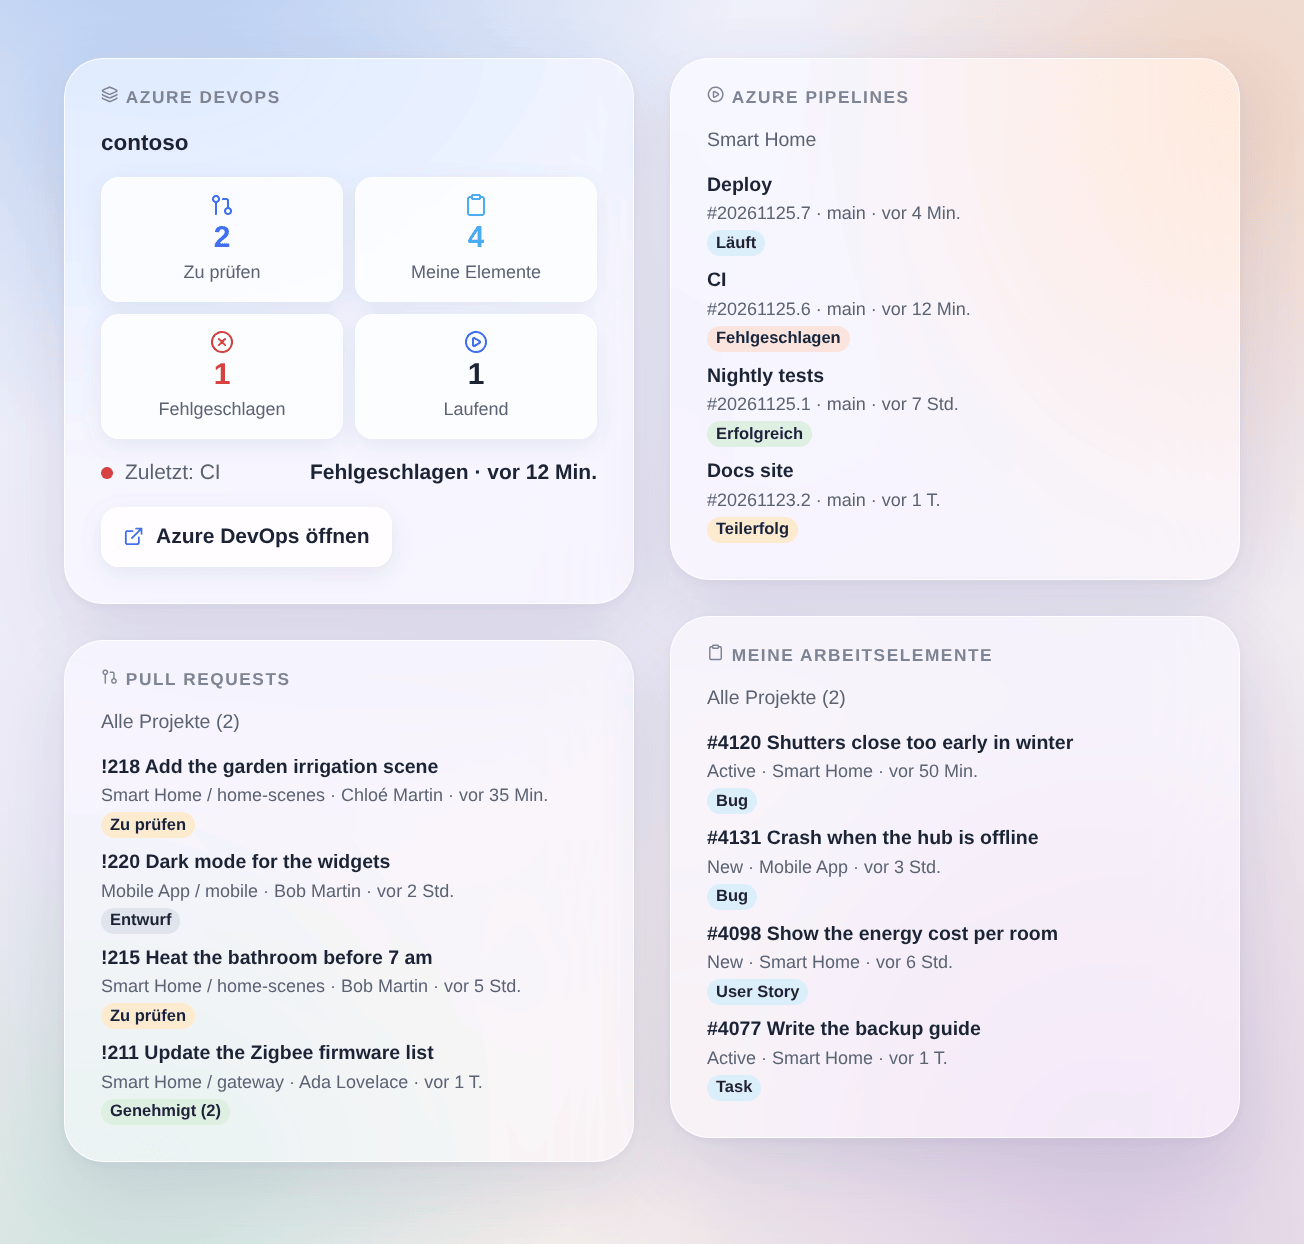 AZURE DEVOPS
contoso
2
Zu prüfen
4
Meine Elemente
1
Fehlgeschlagen
1
Laufend
Zuletzt: CI
Fehlgeschlagen · vor 12 Min.
Azure DevOps öffnen
PULL REQUESTS
Alle Projekte (2)
!218 Add the garden irrigation scene
Smart Home / home-scenes · Chloé Martin · vor 35 Min.
Zu prüfen
!220 Dark mode for the widgets
Mobile App / mobile · Bob Martin · vor 2 Std.
Entwurf
!215 Heat the bathroom before 7 am
Smart Home / home-scenes · Bob Martin · vor 5 Std.
Zu prüfen
!211 Update the Zigbee firmware list
Smart Home / gateway · Ada Lovelace · vor 1 T.
Genehmigt (2)
AZURE PIPELINES
Smart Home
Deploy
#20261125.7 · main · vor 4 Min.
Läuft
CI
#20261125.6 · main · vor 12 Min.
Fehlgeschlagen
Nightly tests
#20261125.1 · main · vor 7 Std.
Erfolgreich
Docs site
#20261123.2 · main · vor 1 T.
Teilerfolg
MEINE ARBEITSELEMENTE
Alle Projekte (2)
#4120 Shutters close too early in winter
Active · Smart Home · vor 50 Min.
Bug
#4131 Crash when the hub is offline
New · Mobile App · vor 3 Std.
Bug
#4098 Show the energy cost per room
New · Smart Home · vor 6 Std.
User Story
#4077 Write the backup guide
Active · Smart Home · vor 1 T.
Task